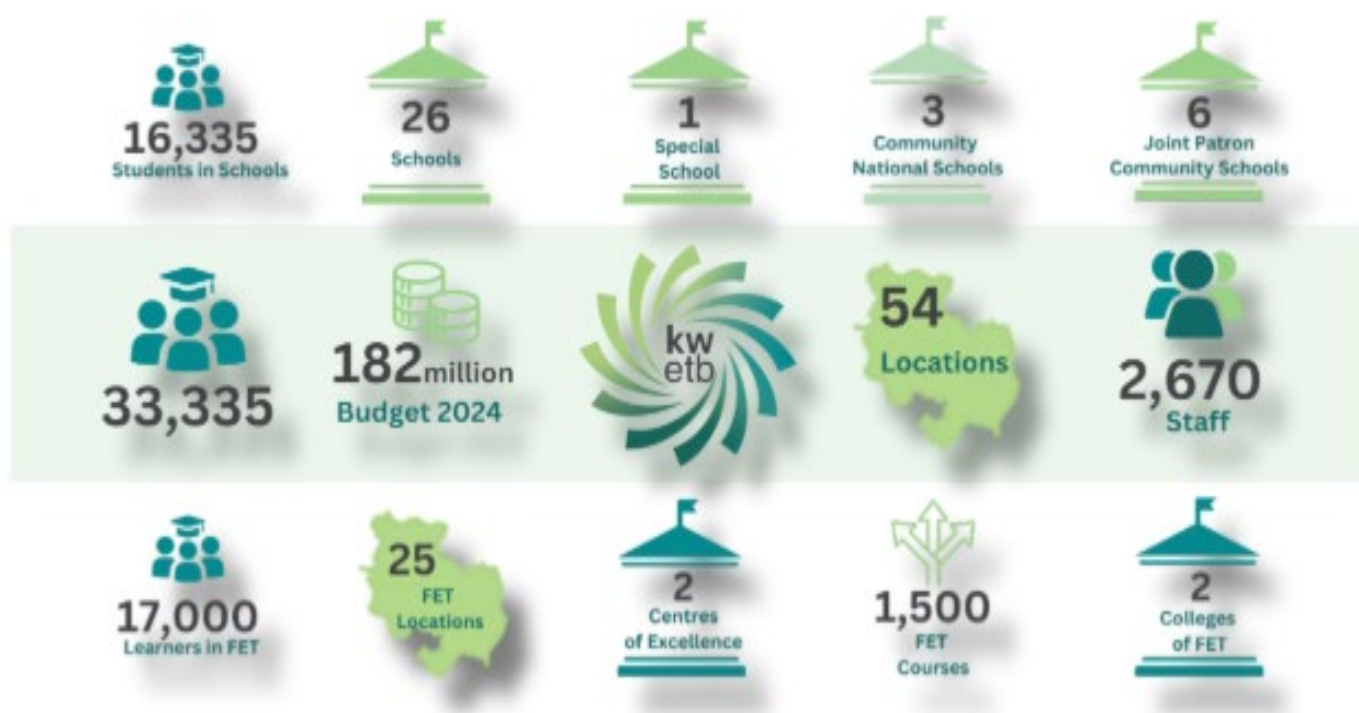 16,335
Students in Schools
26
Schools
1
Special
School
3
Community
National Schools
6
Joint Patron
Community Schools
33,335
182 million
Budget 2024
kw
etb
54
Locations
2,670
Staff
17,000
Learners in FET
25
FET
Locations
2
Centres
of Excellence
1,500
FET
Courses
2
Colleges
of FET